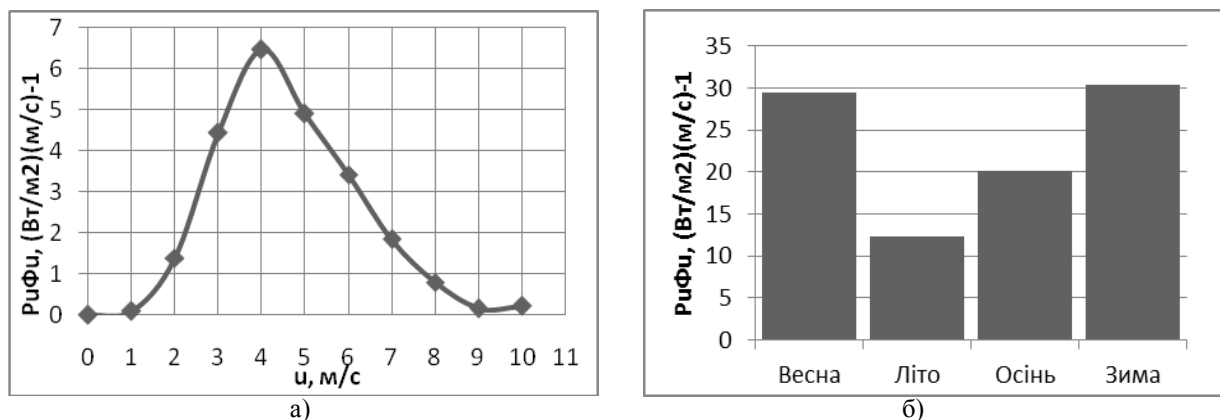 РиФи, (Вт/м2)(м/с)-1
7
6
5
4
3
2
1
0
0 1 2 3 4 5 6 7 8 9 10 11
и, м/с
а)
РиФи, (Вт/м2)(м/с)-1
35
30
25
20
15
10
5
0
Весна Літо Осінь Зима
б)